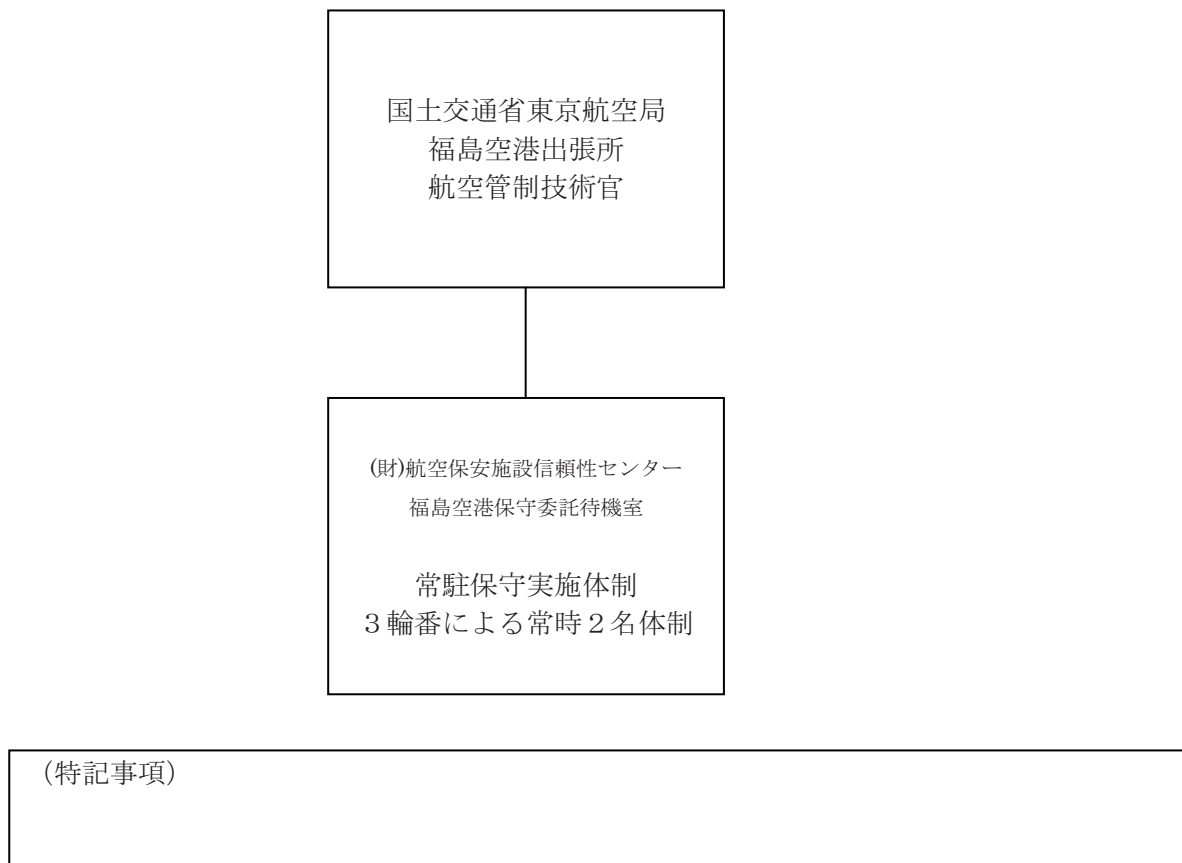 国土交通省東京航空局
福島空港出張所
航空管制技術官
(財)航空保安施設信頼性センター
福島空港保守委託待機室
常駐保守実施体制
３輪番による常時２名体制
（特記事項）